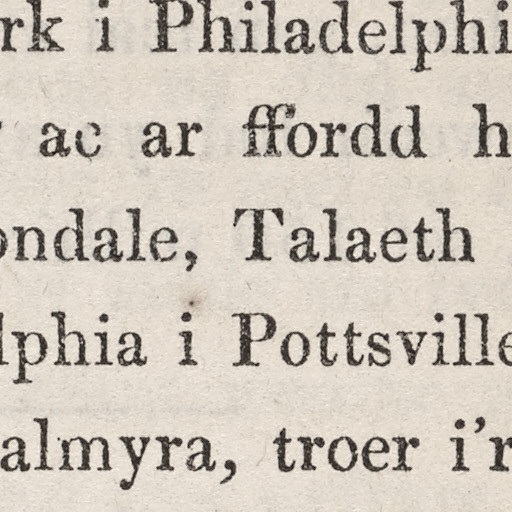 rk i Philadelphi
ac ar ffordd h
ondale, Talaeth
lphia i Pottsville
almyra, troer i'r